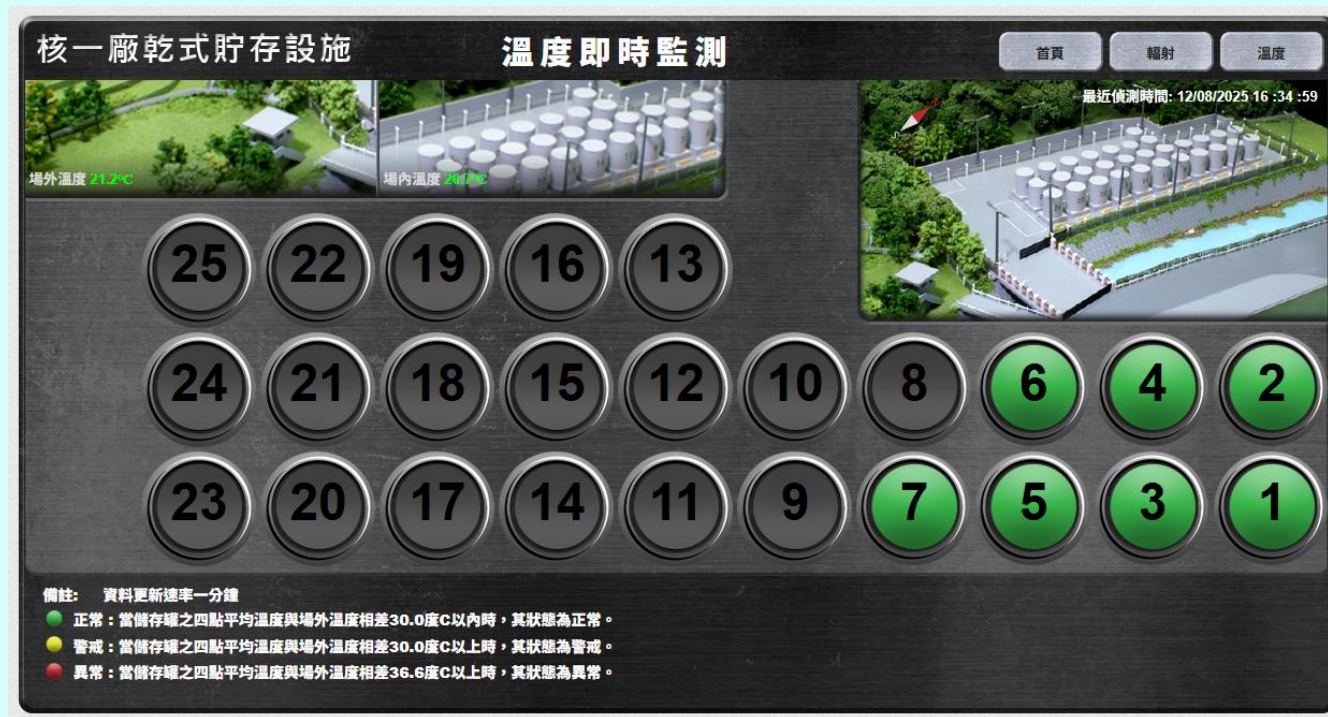 核一廠乾式貯存設施
溫度即時監測
首頁
輻射
溫度
最近偵測時間: 12/08/2025 16 :34 :59
場外溫度 21.2°C
場內溫度 20.7°C
25 22 19 16 13
24 21 18 15 12 10 8 6 4 2
23 20 17 14 11 9 7 5 3 1
備註: 資料更新速率一分鐘
正常：當儲存罐之四點平均溫度與場外溫度相差30.0度C以內時，其狀態為正常。
警戒：當儲存罐之四點平均溫度與場外溫度相差30.0度C以上時，其狀態為警戒。
異常：當儲存罐之四點平均溫度與場外溫度相差36.6度C以上時，其狀態為異常。